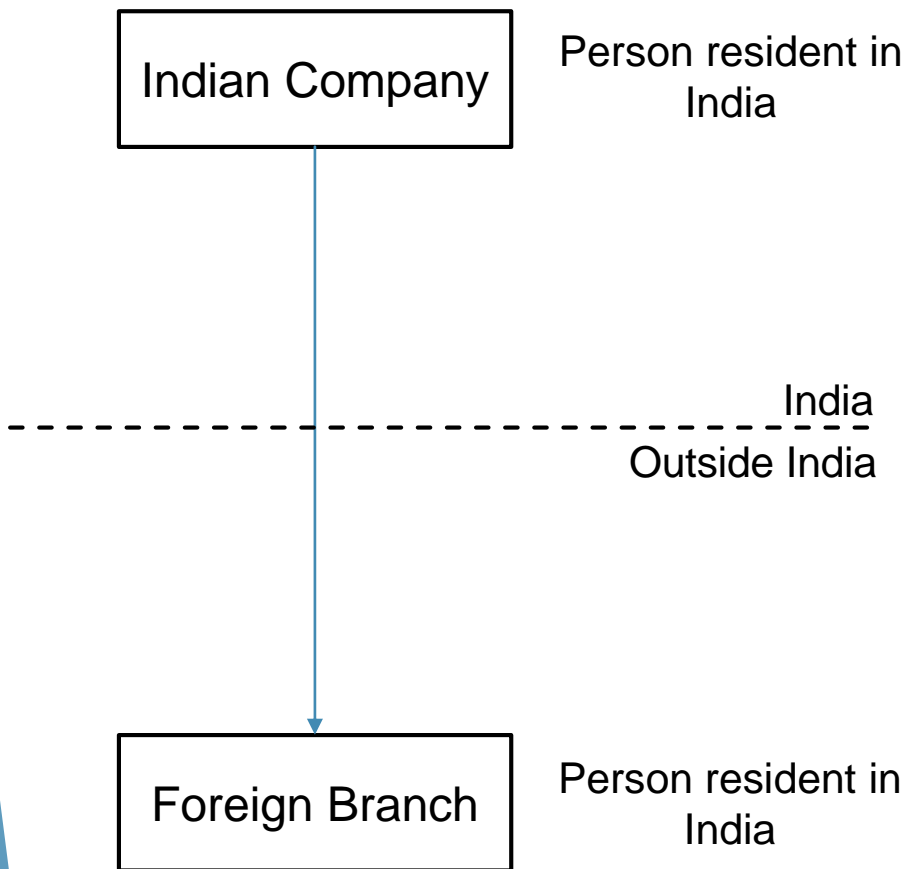 Indian Company
Person resident in
India
India
Outside India
Foreign Branch
Person resident in
India